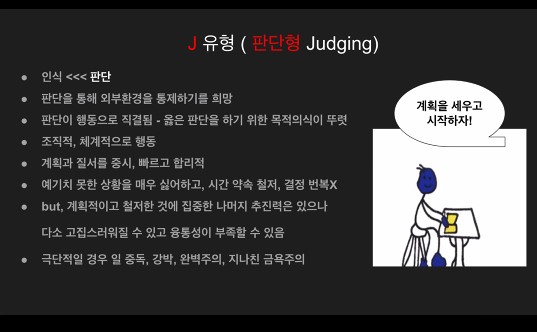 J 유형 ( 판단형 Judging)
인식 <<< 판단
판단을 통해 외부환경을 통제하기를 희망
판단이 행동으로 직결됨 - 옳은 판단을 하기 위한 목적의식이 뚜렷
조직적, 체계적으로 행동
계획과 질서를 중시, 빠르고 합리적
예기치 못한 상황을 매우 싫어하고, 시간 약속 철저, 결정 번복X
but, 계획적이고 철저한 것에 집중한 나머지 추진력은 있으나
다소 고집스러워질 수 있고 융통성이 부족할 수 있음
극단적일 경우 일 중독, 강박, 완벽주의, 지나친 금욕주의
계획을 세우고
시작하자!